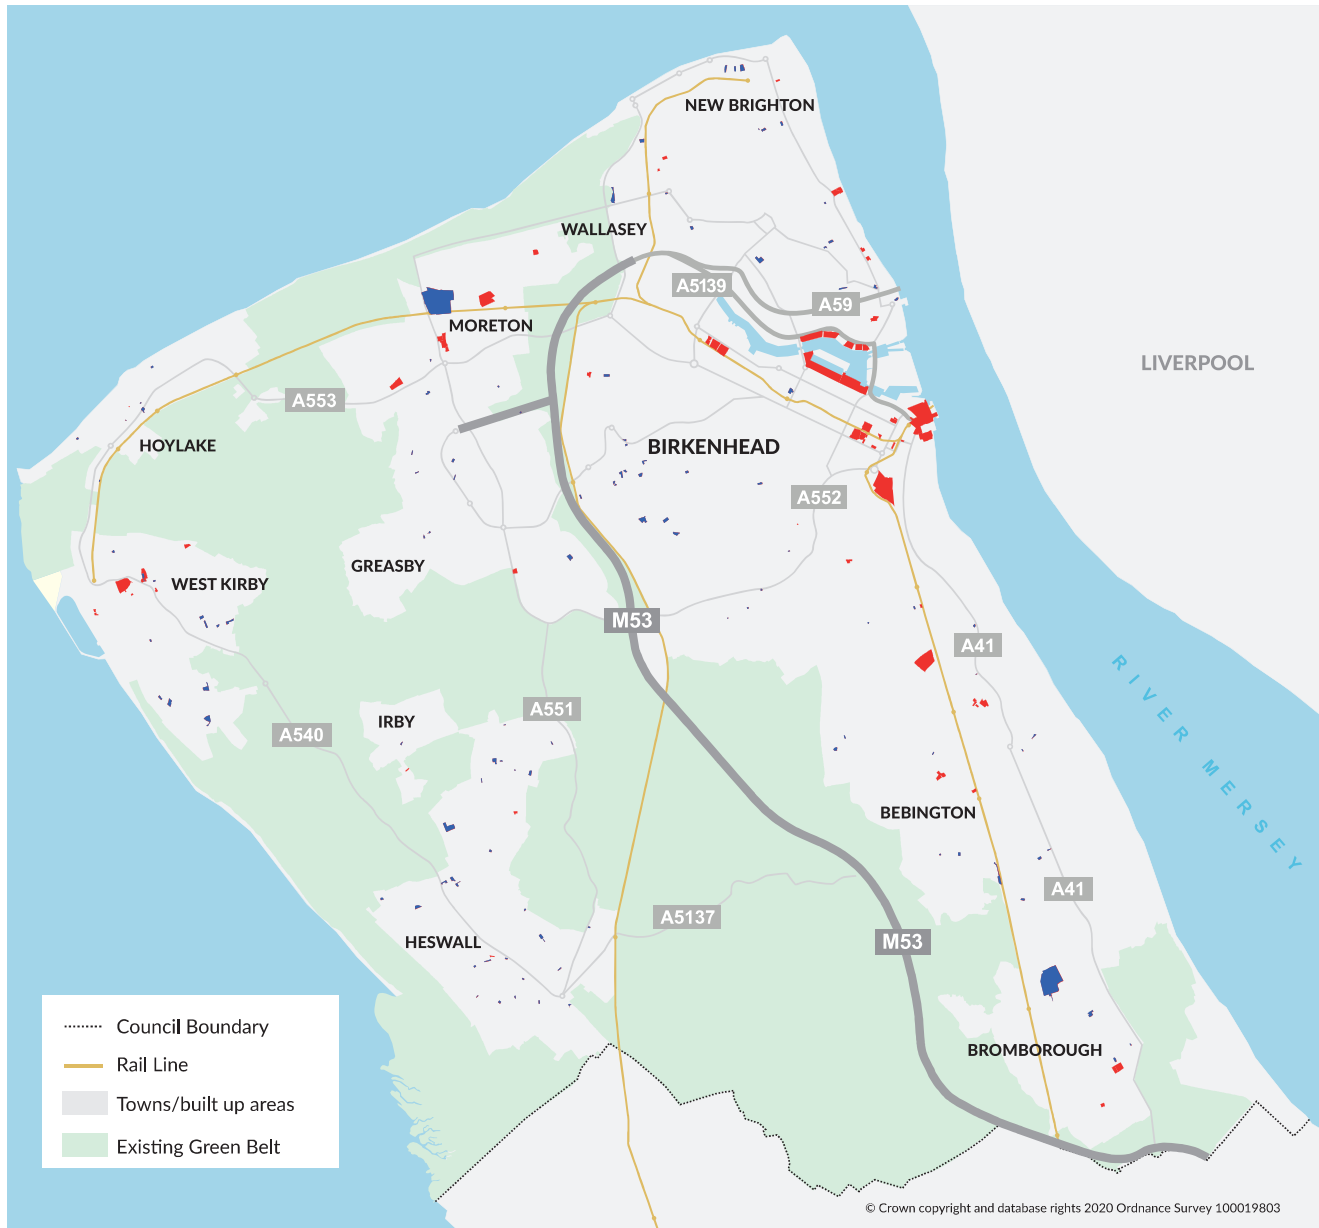 NEW BRIGHTON
WALLASEY
A5139
A59
MORETON
LIVERPOOL
A553
HOYLAKE
BIRKENHEAD
A552
GREASBY
WEST KIRBY
M53
A41
RIVER MERSEY
A551
IRBY
A540
BEBINGTON
A41
A5137
HESWALL
M53
BROMBOROUGH
Council Boundary
Rail Line
Towns/built up areas
Existing Green Belt
© Crown copyright and database rights 2020 Ordnance Survey 100019803